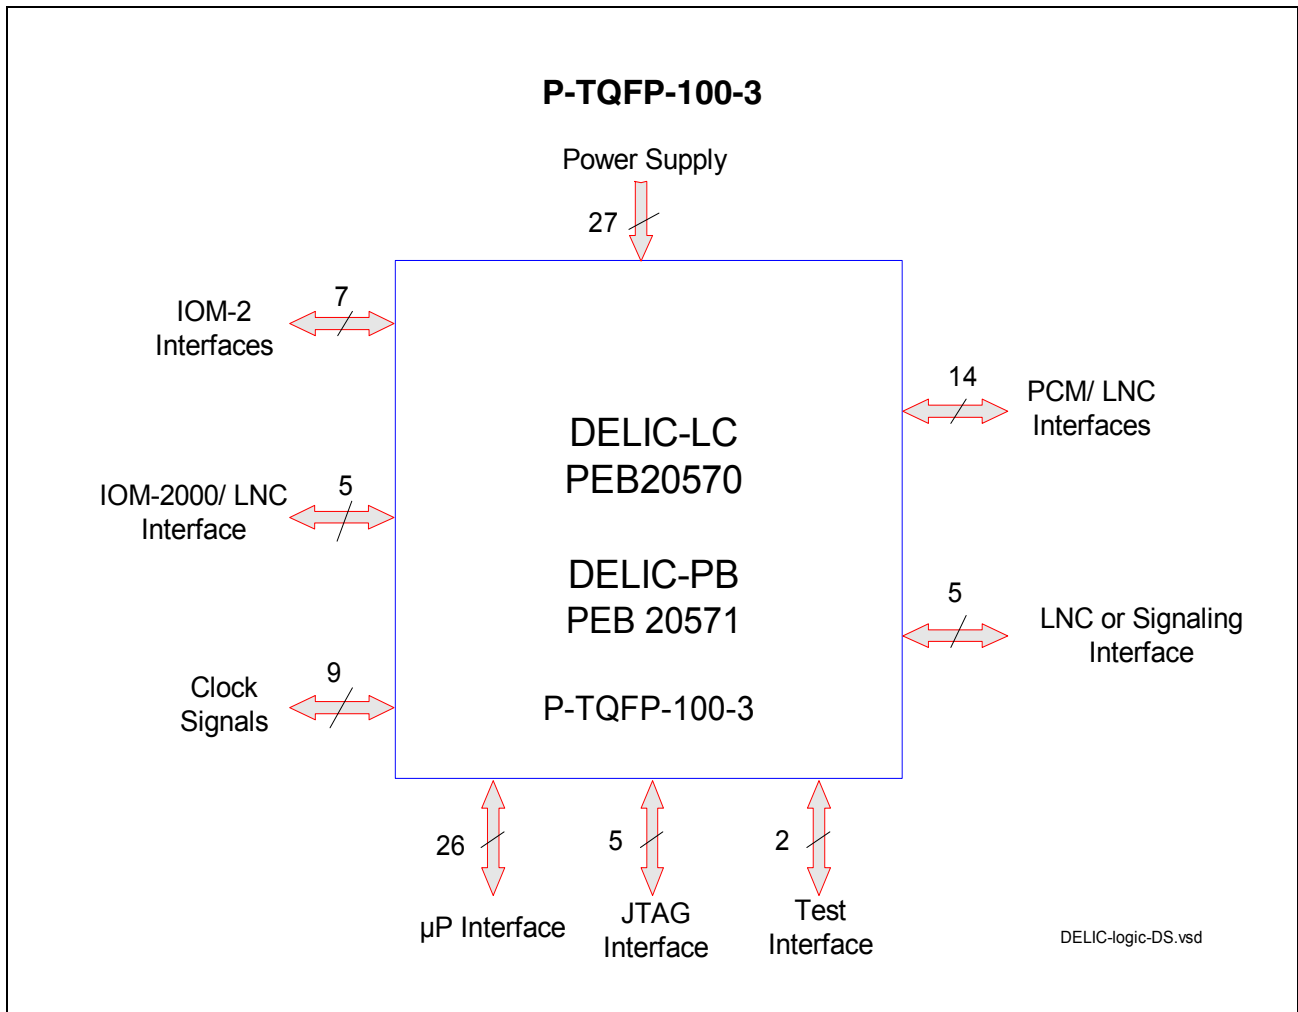 P-TQFP-100-3
Power Supply
27
IOM-2
Interfaces
7
14
PCM/ LNC
Interfaces
DELIC-LC
PEB20570
IOM-2000/ LNC
Interface
5
DELIC-PB
PEB 20571
5
LNC or Signaling
Interface
Clock
Signals
9
P-TQFP-100-3
26
5
2
µP Interface
JTAG
Interface
Test
Interface
DELIC-logic-DS.vsd